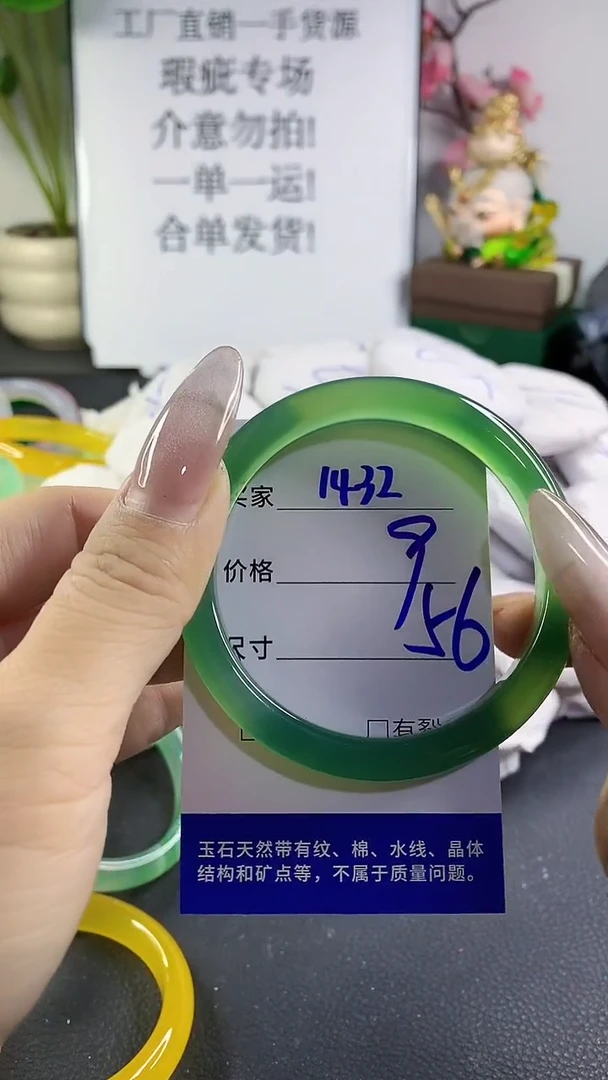 工厂直销一手货源
瑕疵专场
介意勿拍!
一单一运!
合单发货!
家 1432
价格 9
尺寸 56
有裂
玉石天然带有纹、棉、水线、晶体
结构和矿点等，不属于质量问题。